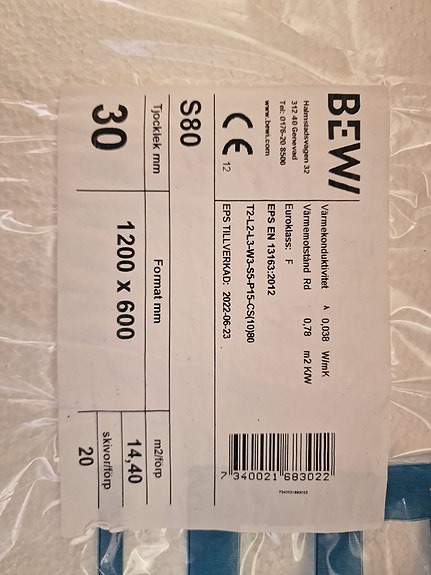 BEWI
Halmstadsvägen 32
312 40 Genevad
Tel: 0176-20 8500
www.bewi.com
CE
12
Värmekonduktivitet λ 0,038 W/mK
Värmemotstånd Rd 0,78 m2 K/W
Euroklass: F
EPS EN 13163:2012
T2-L2-L3-W3-S5-P15-CS(10)80
EPS TILLVERKAD: 2022-06-23
7 340021 683022
7340021683022
S80
Tjocklek mm
30
Format mm
1200 x 600
m2/förp
14,40
skivor/förp
20